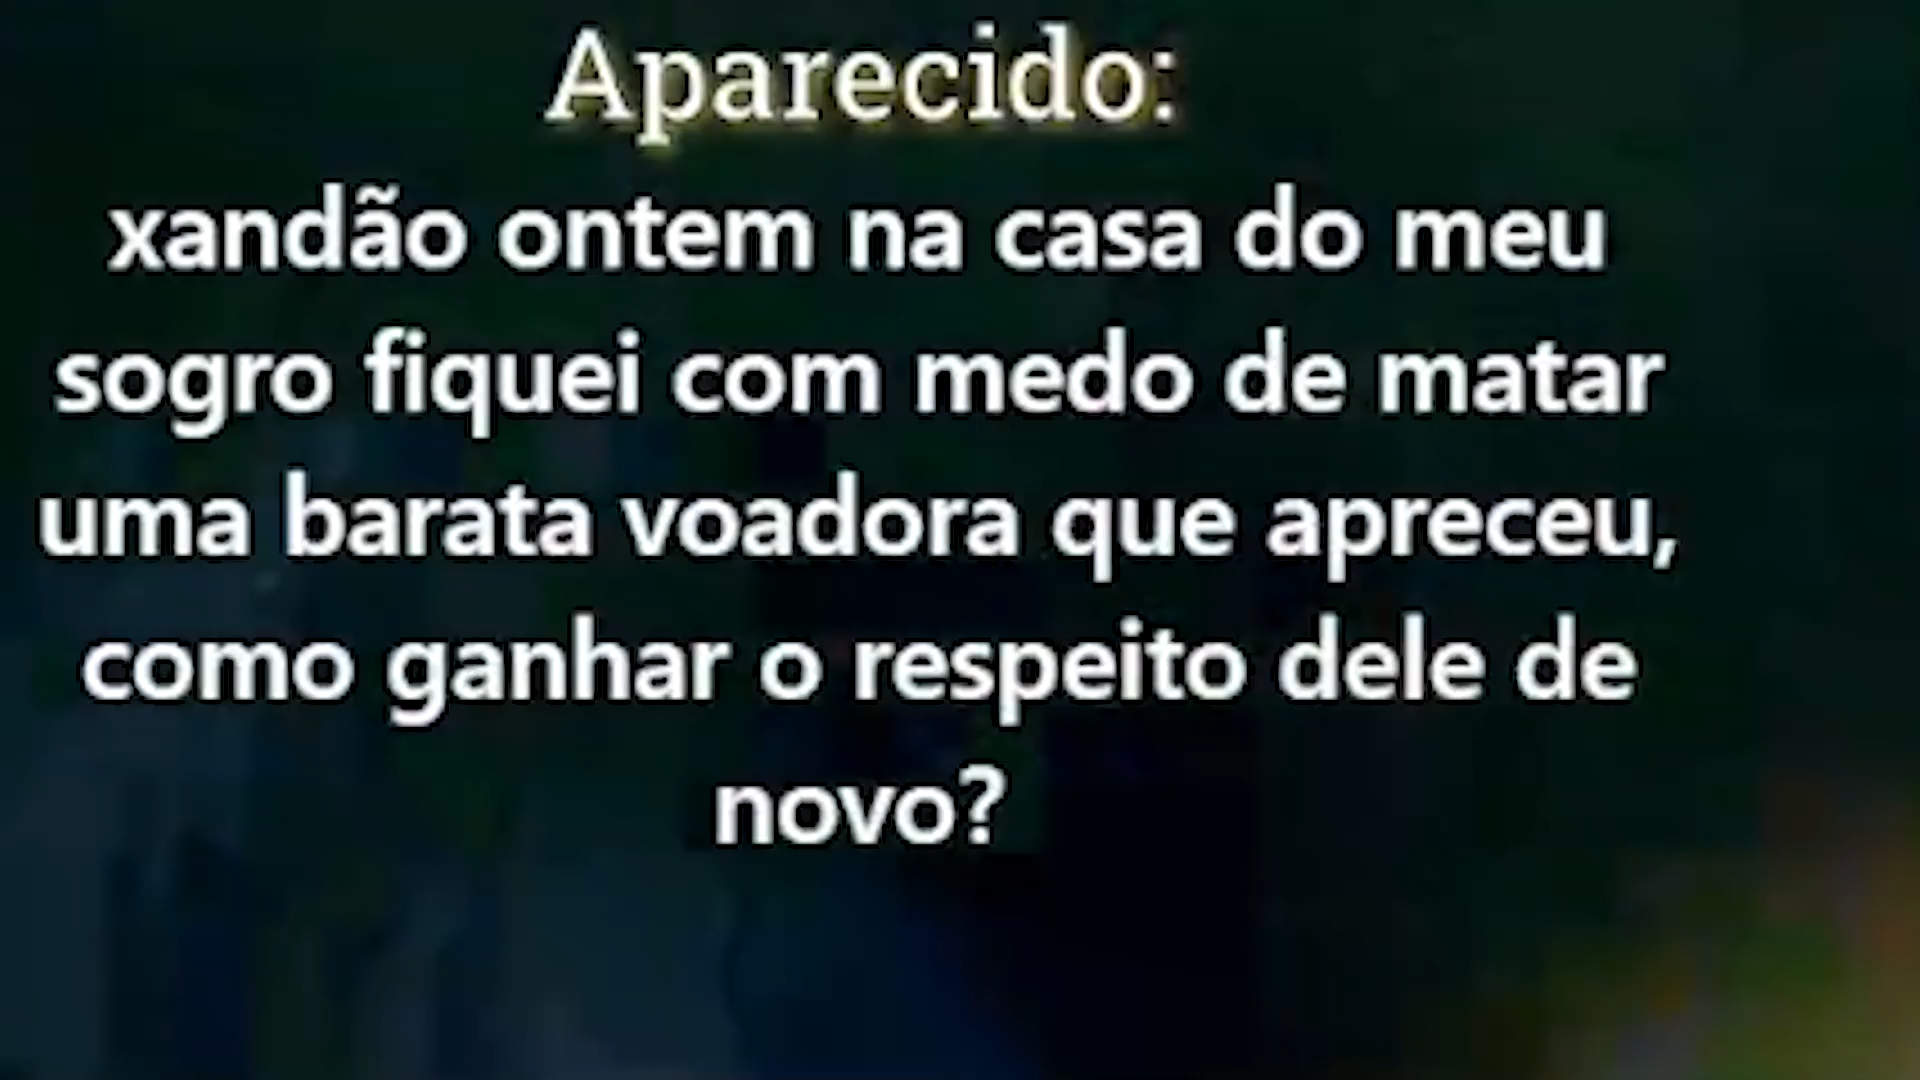 Aparecido:
xandão ontem na casa do meu
sogro fiquei com medo de matar
uma barata voadora que apreceu,
como ganhar o respeito dele de
novo?